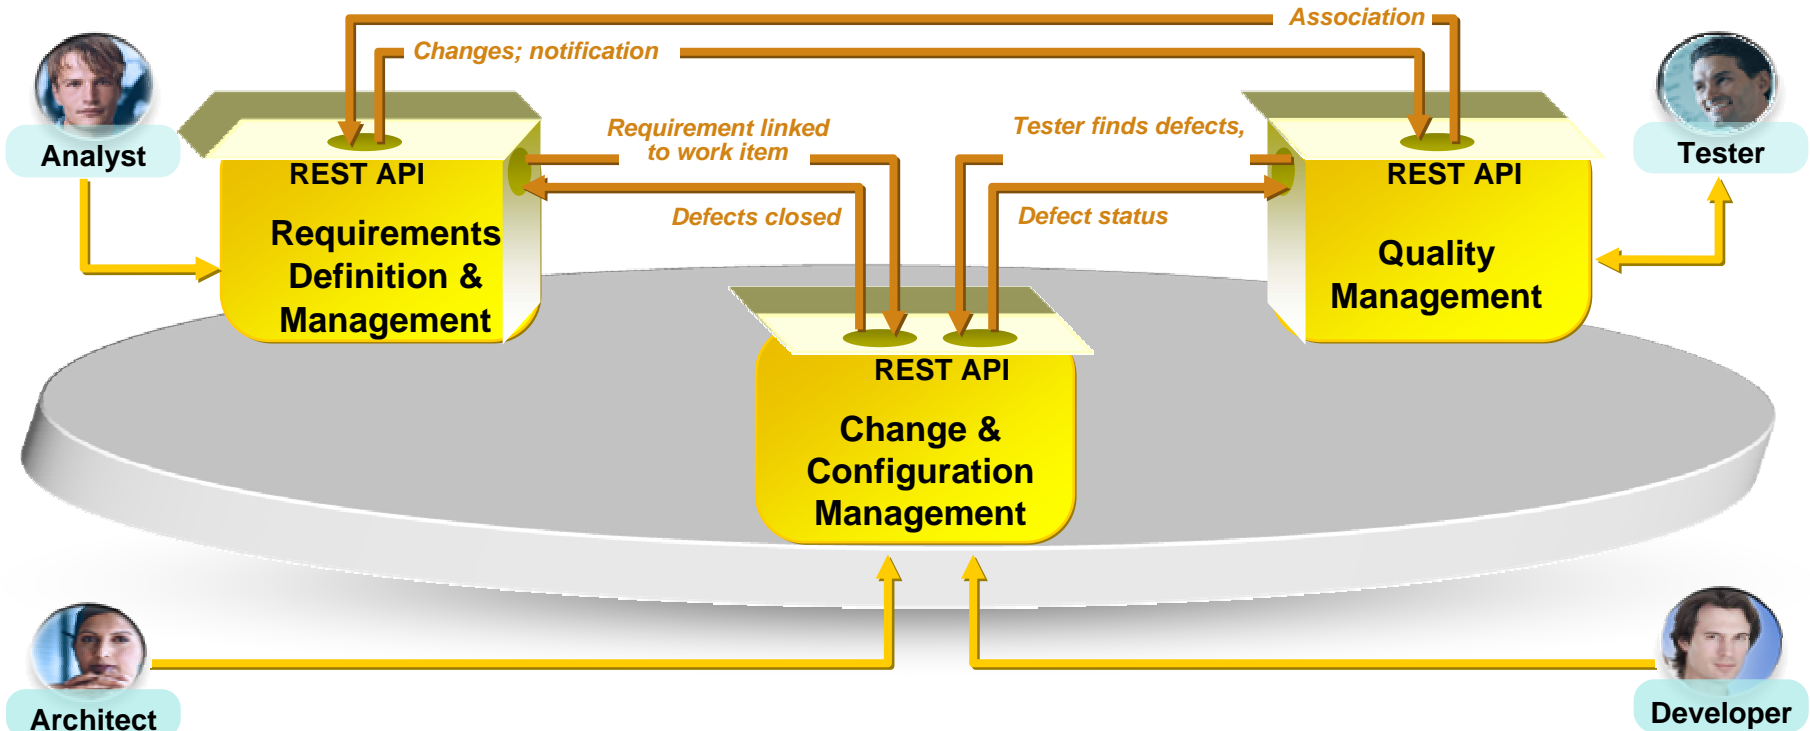 Association
Changes; notification
Analyst
Requirement linked
to work item
Tester finds defects,
Tester
REST API
REST API
Defects closed
Defect status
Requirements
Definition &
Management
Quality
Management
REST API
Change &
Configuration
Management
Architect
Developer